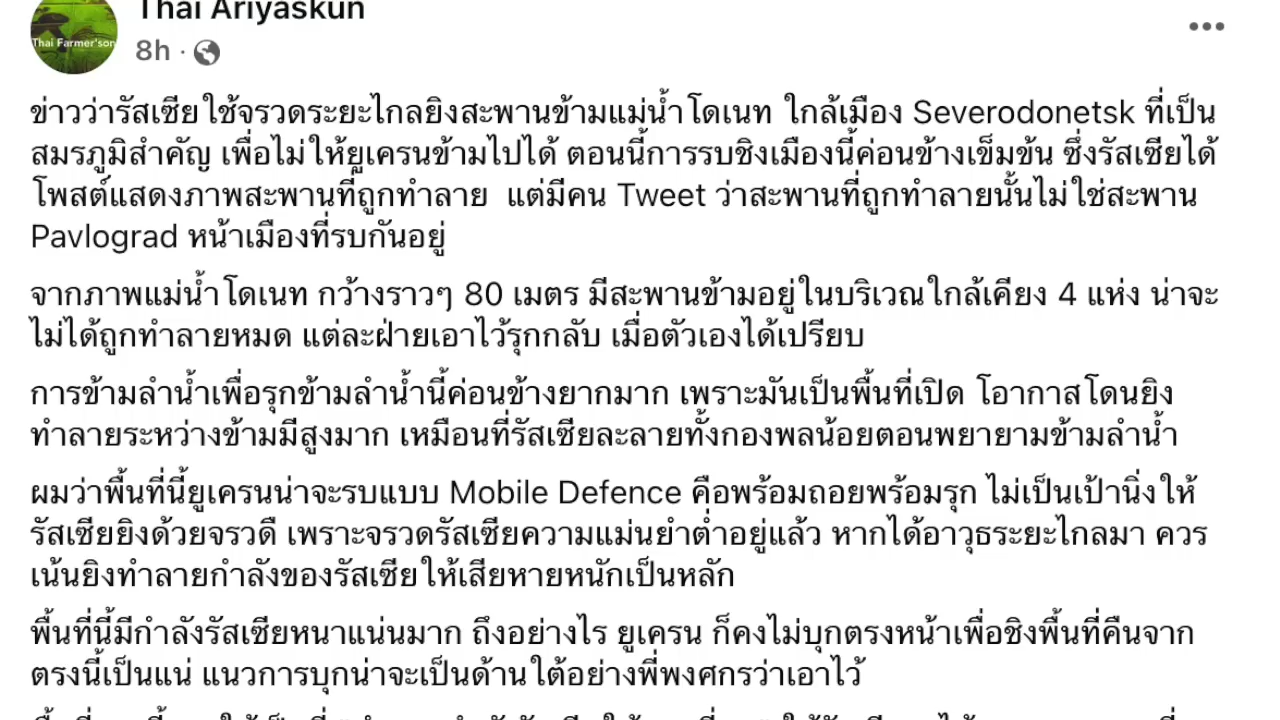 Thai Ariyaskun
Thai Farmer'son
8h ·
ข่าวว่ารัสเซียใช้จรวดระยะไกลยิงสะพานข้ามแม่น้ำโดเนท ใกล้เมือง Severodonetsk ที่เป็น
สมรภูมิสำคัญ เพื่อไม่ให้ยูเครนข้ามไปได้ ตอนนี้การรบชิงเมืองนี้ค่อนข้างเข็มข้น ซึ่งรัสเซียได้
โพสต์แสดงภาพสะพานที่ถูกทำลาย แต่มีคน Tweet ว่าสะพานที่ถูกทำลายนั้นไม่ใช่สะพาน
Pavlograd หน้าเมืองที่รบกันอยู่
จากภาพแม่น้ำโดเนท กว้างราวๆ 80 เมตร มีสะพานข้ามอยู่ในบริเวณใกล้เคียง 4 แห่ง น่าจะ
ไม่ได้ถูกทำลายหมด แต่ละฝ่ายเอาไว้รุกกลับ เมื่อตัวเองได้เปรียบ
การข้ามลำน้ำเพื่อรุกข้ามลำน้ำนี้ค่อนข้างยากมาก เพราะมันเป็นพื้นที่เปิด โอากาสโดนยิง
ทำลายระหว่างข้ามมีสูงมาก เหมือนที่รัสเซียละลายทั้งกองพลน้อยตอนพยายามข้ามลำน้ำ
ผมว่าพื้นที่นี้ยูเครนน่าจะรบแบบ Mobile Defence คือพร้อมถอยพร้อมรุก ไม่เป็นเป้านิ่งให้
รัสเซียยิงด้วยจรวดี เพราะจรวดรัสเซียความแม่นยำต่ำอยู่แล้ว หากได้อาวุธระยะไกลมา ควร
เน้นยิงทำลายกำลังของรัสเซียให้เสียหายหนักเป็นหลัก
พื้นที่นี้มีกำลังรัสเซียหนาแน่นมาก ถึงอย่างไร ยูเครน ก็คงไม่บุกตรงหน้าเพื่อชิงพื้นที่คืนจาก
ตรงนี้เป็นแน่ แนวการบุกน่าจะเป็นด้านใต้อย่างพี่พงศกรว่าเอาไว้